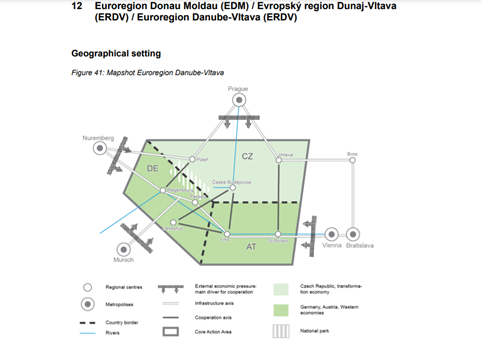 12 Euroregion Donau Moldau (EDM) / Evropský region Dunaj-Vltava
(ERDV) / Euroregion Danube-Vltava (ERDV)
Geographical setting
Figure 41: Mapshot Euroregion Danube-Vltava
Prague
Nuremberg
CZ
Plzeň
Jihlava
Brno
DE
České Budějovice
Regensburg
Linz
AT
St. Pölten
Vienna
Bratislava
Munich
Regional centres
Metropolises
Country border
Rivers
External economic pressure:
main driver for cooperation
Infrastructure axis
Cooperation axis
Core Action Area
Czech Republic, transforma-
tion economy
Germany, Austria, Western
economies
National park